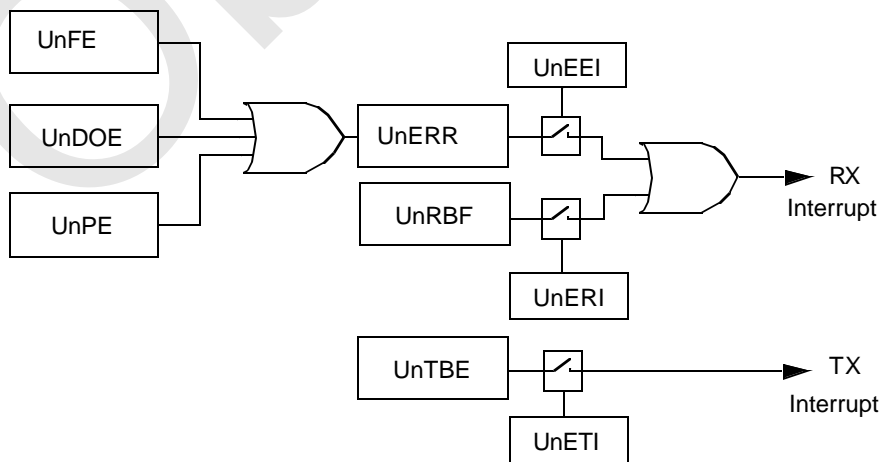 UnFE
UnEEI
UnDOE
UnERR
RX
Interrupt
UnPE
UnRBF
UnERI
UnTBE
TX
Interrupt
UnETI